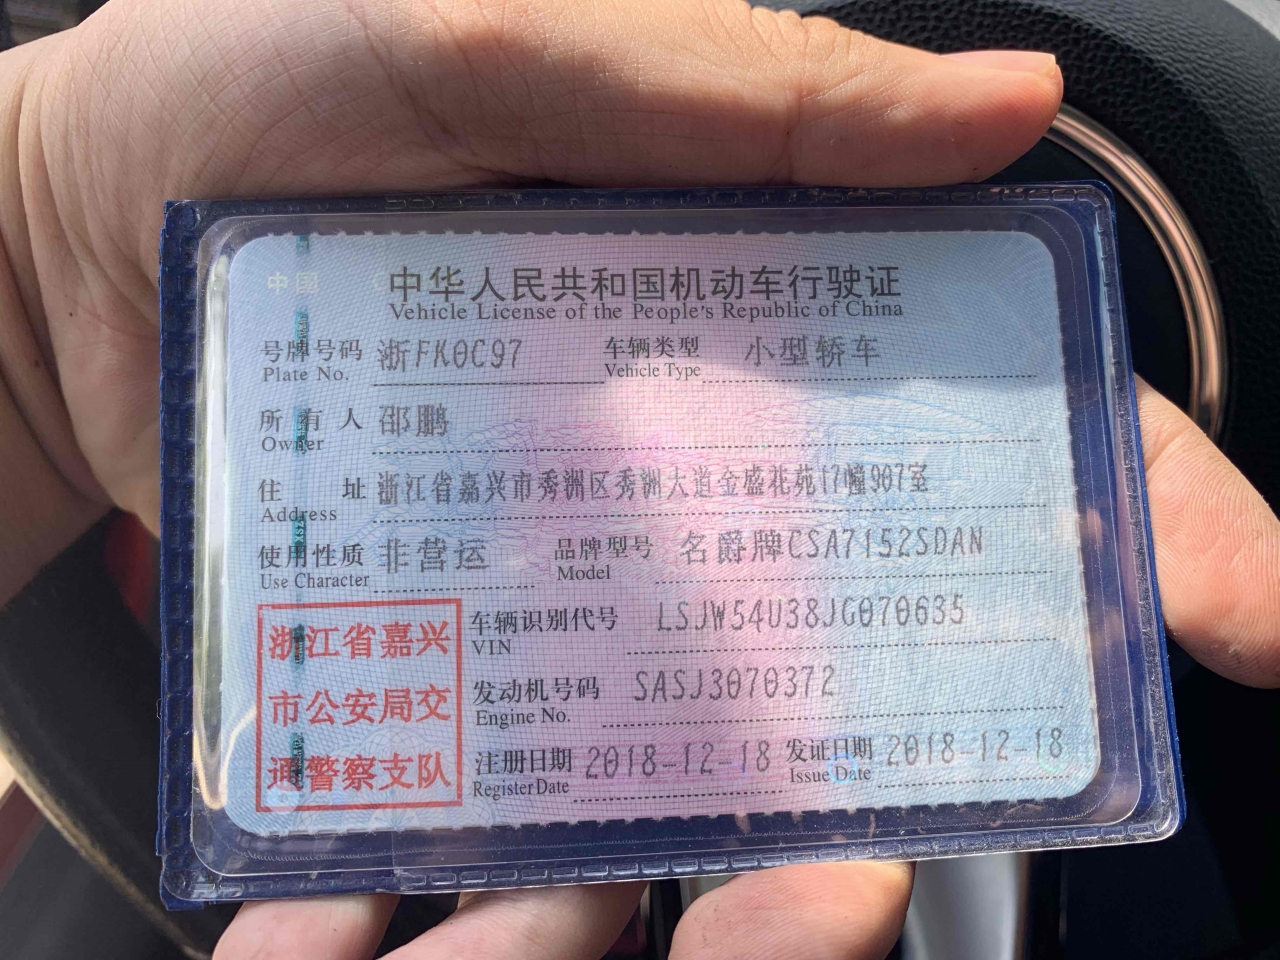 中国
中华人民共和国机动车行驶证
Vehicle License of the People's Republic of China
号牌号码 浙FK0C97 车辆类型 小型轿车
Plate No. Vehicle Type
所有人 邵鹏
Owner
住址 浙江省嘉兴市秀洲区秀洲大道金盛花苑17幢907室
Address
使用性质 非营运 品牌型号 名爵牌CSA7152SDAN
Use Character Model
车辆识别代号 LSJW54U38JG070635
VIN
发动机号码 SASJ3070372
Engine No.
注册日期 2018-12-18 发证日期 2018-12-18
Register Date Issue Date
浙江省嘉兴
市公安局交
通警察支队